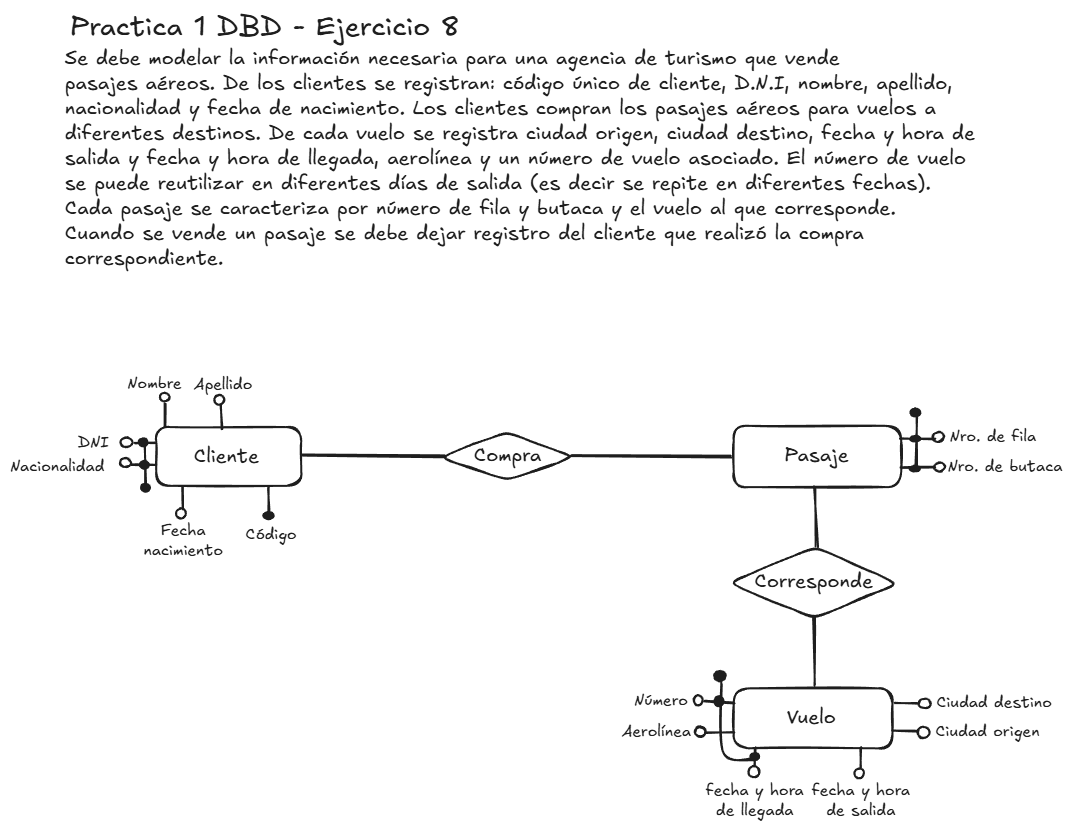 Practica 1 DBD - Ejercicio 8
Se debe modelar la información necesaria para una agencia de turismo que vende
pasajes aéreos. De los clientes se registran: código único de cliente, D.N.I, nombre, apellido,
nacionalidad y fecha de nacimiento. Los clientes compran los pasajes aéreos para vuelos a
diferentes destinos. De cada vuelo se registra ciudad origen, ciudad destino, fecha y hora de
salida y fecha y hora de llegada, aerolínea y un número de vuelo asociado. El número de vuelo
se puede reutilizar en diferentes días de salida (es decir se repite en diferentes fechas).
Cada pasaje se caracteriza por número de fila y butaca y el vuelo al que corresponde.
Cuando se vende un pasaje se debe dejar registro del cliente que realizó la compra
correspondiente.
Nombre Apellido
DNI
Nacionalidad
Cliente
Fecha
nacimiento
Código
Compra
Pasaje
Nro. de fila
Nro. de butaca
Corresponde
Número
Aerolínea
Vuelo
Ciudad destino
Ciudad origen
fecha y hora
de llegada
fecha y hora
de salida